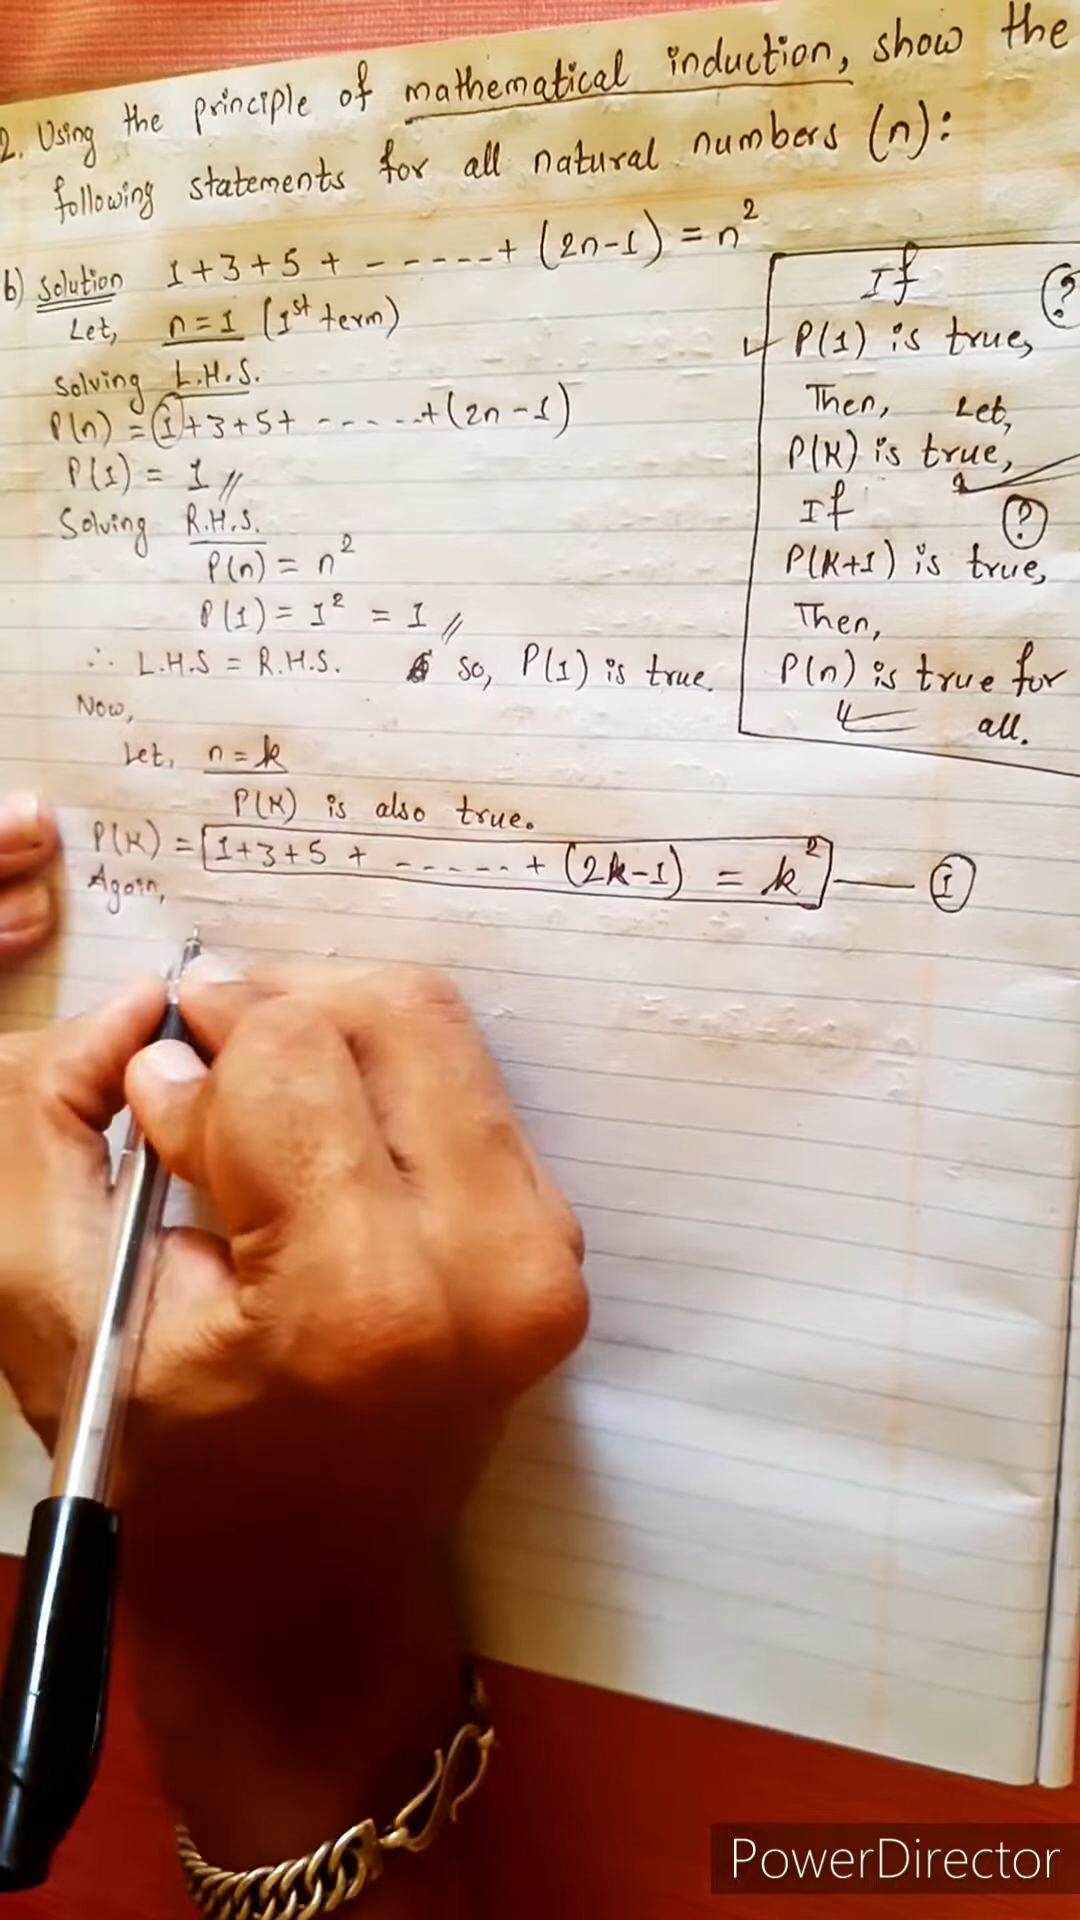 2. Using the principle of mathematical induction, show the
following statements for all natural numbers (n):
b) Solution 1+3+5+ ------+ (2n-1) = n²
Let, n=1 (1st term)
Solving L.H.S.
P(n) = 1+3+5+ ------+(2n-1)
P(1) = 1 //
Solving R.H.S.
P(n) = n²
P(1) = 1² = 1 //
∴ L.H.S = R.H.S. so, P(1) is true.
Now,
Let, n=k
P(K) is also true.
P(K) = 1+3+5+ ------+ (2k-1) = k² —— ①
Again,
If ?
P(1) is true,
Then, Let,
P(K) is true,
If ?
P(K+1) is true,
Then,
P(n) is true for
all.
PowerDirector